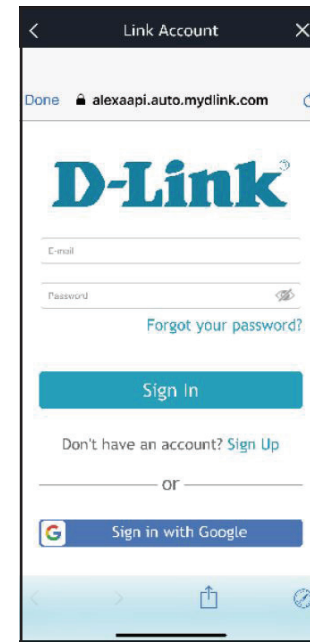 Link Account
Done alexaapi.auto.mydlink.com
D-Link
E-mail
Password
Forgot your password?
Sign In
Don't have an account? Sign Up
or
G Sign in with Google